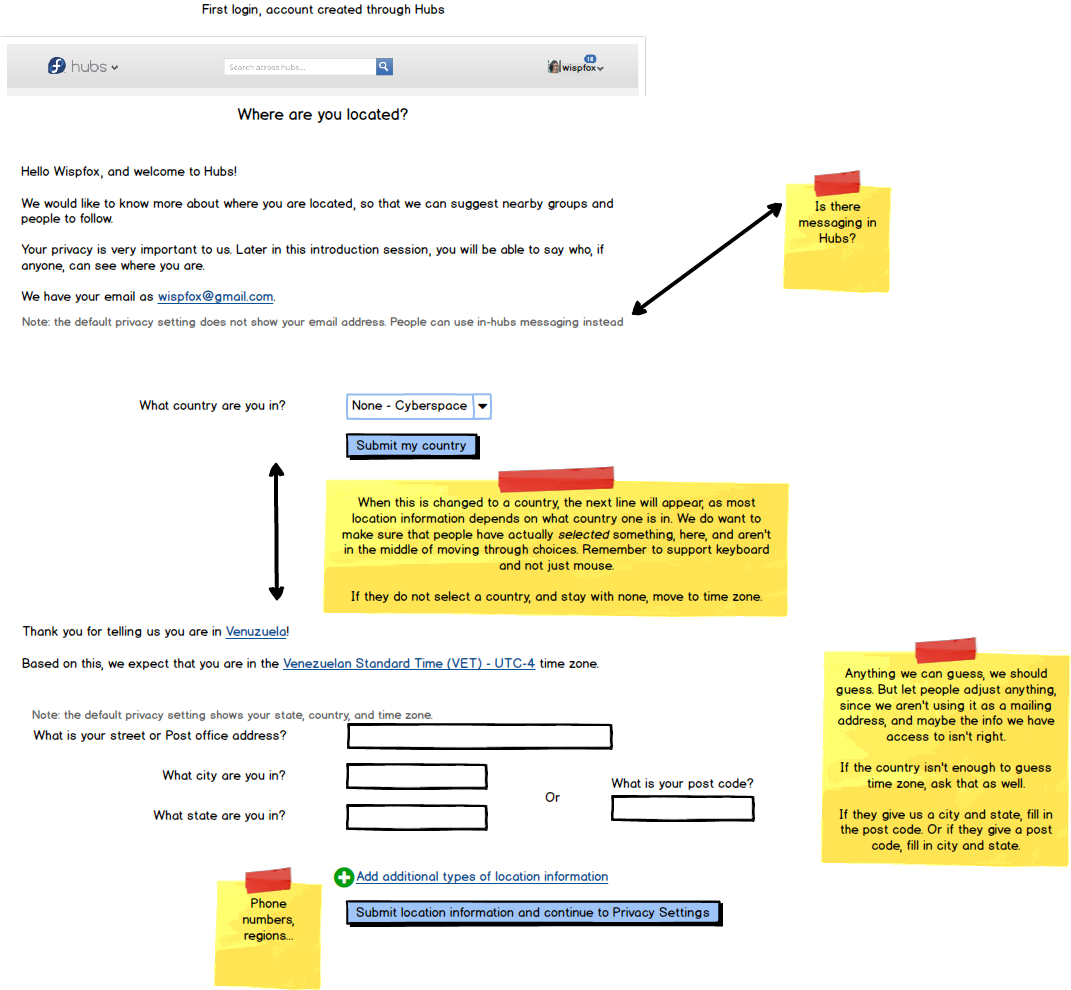 First login, account created through Hubs
hubs
Search across hubs...
18
wispfox
Where are you located?
Hello Wispfox, and welcome to Hubs!
We would like to know more about where you are located, so that we can suggest nearby groups and
people to follow.
Your privacy is very important to us. Later in this introduction session, you will be able to say who, if
anyone, can see where you are.
We have your email as wispfox@gmail.com.
Note: the default privacy setting does not show your email address. People can use in-hubs messaging instead
Is there
messaging in
Hubs?
What country are you in?
None - Cyberspace
Submit my country
When this is changed to a country, the next line will appear, as most
location information depends on what country one is in. We do want to
make sure that people have actually selected something, here, and aren't
in the middle of moving through choices. Remember to support keyboard
and not just mouse.
If they do not select a country, and stay with none, move to time zone.
Thank you for telling us you are in Venuzuela!
Based on this, we expect that you are in the Venezuelan Standard Time (VET) - UTC-4 time zone.
Note: the default privacy setting shows your state, country, and time zone.
What is your street or Post office address?
What city are you in?
What state are you in?
Or
What is your post code?
Anything we can guess, we should
guess. But let people adjust anything,
since we aren't using it as a mailing
address, and maybe the info we have
access to isn't right.
If the country isn't enough to guess
time zone, ask that as well.
If they give us a city and state, fill in
the post code. Or if they give a post
code, fill in city and state.
Add additional types of location information
Submit location information and continue to Privacy Settings
Phone
numbers,
regions...